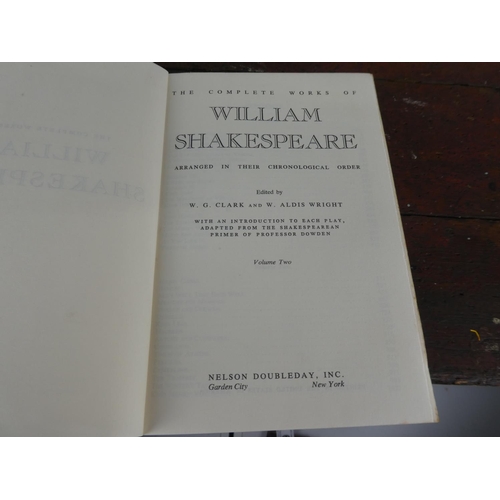 THE COMPLETE WORKS OF
WILLIAM
SHAKESPEARE
ARRANGED IN THEIR CHRONOLOGICAL ORDER
Edited by
W. G. CLARK AND W. ALDIS WRIGHT
WITH AN INTRODUCTION TO EACH PLAY,
ADAPTED FROM THE SHAKESPEAREAN
PRIMER OF PROFESSOR DOWDEN
Volume Two
NELSON DOUBLEDAY, INC.
Garden City New York